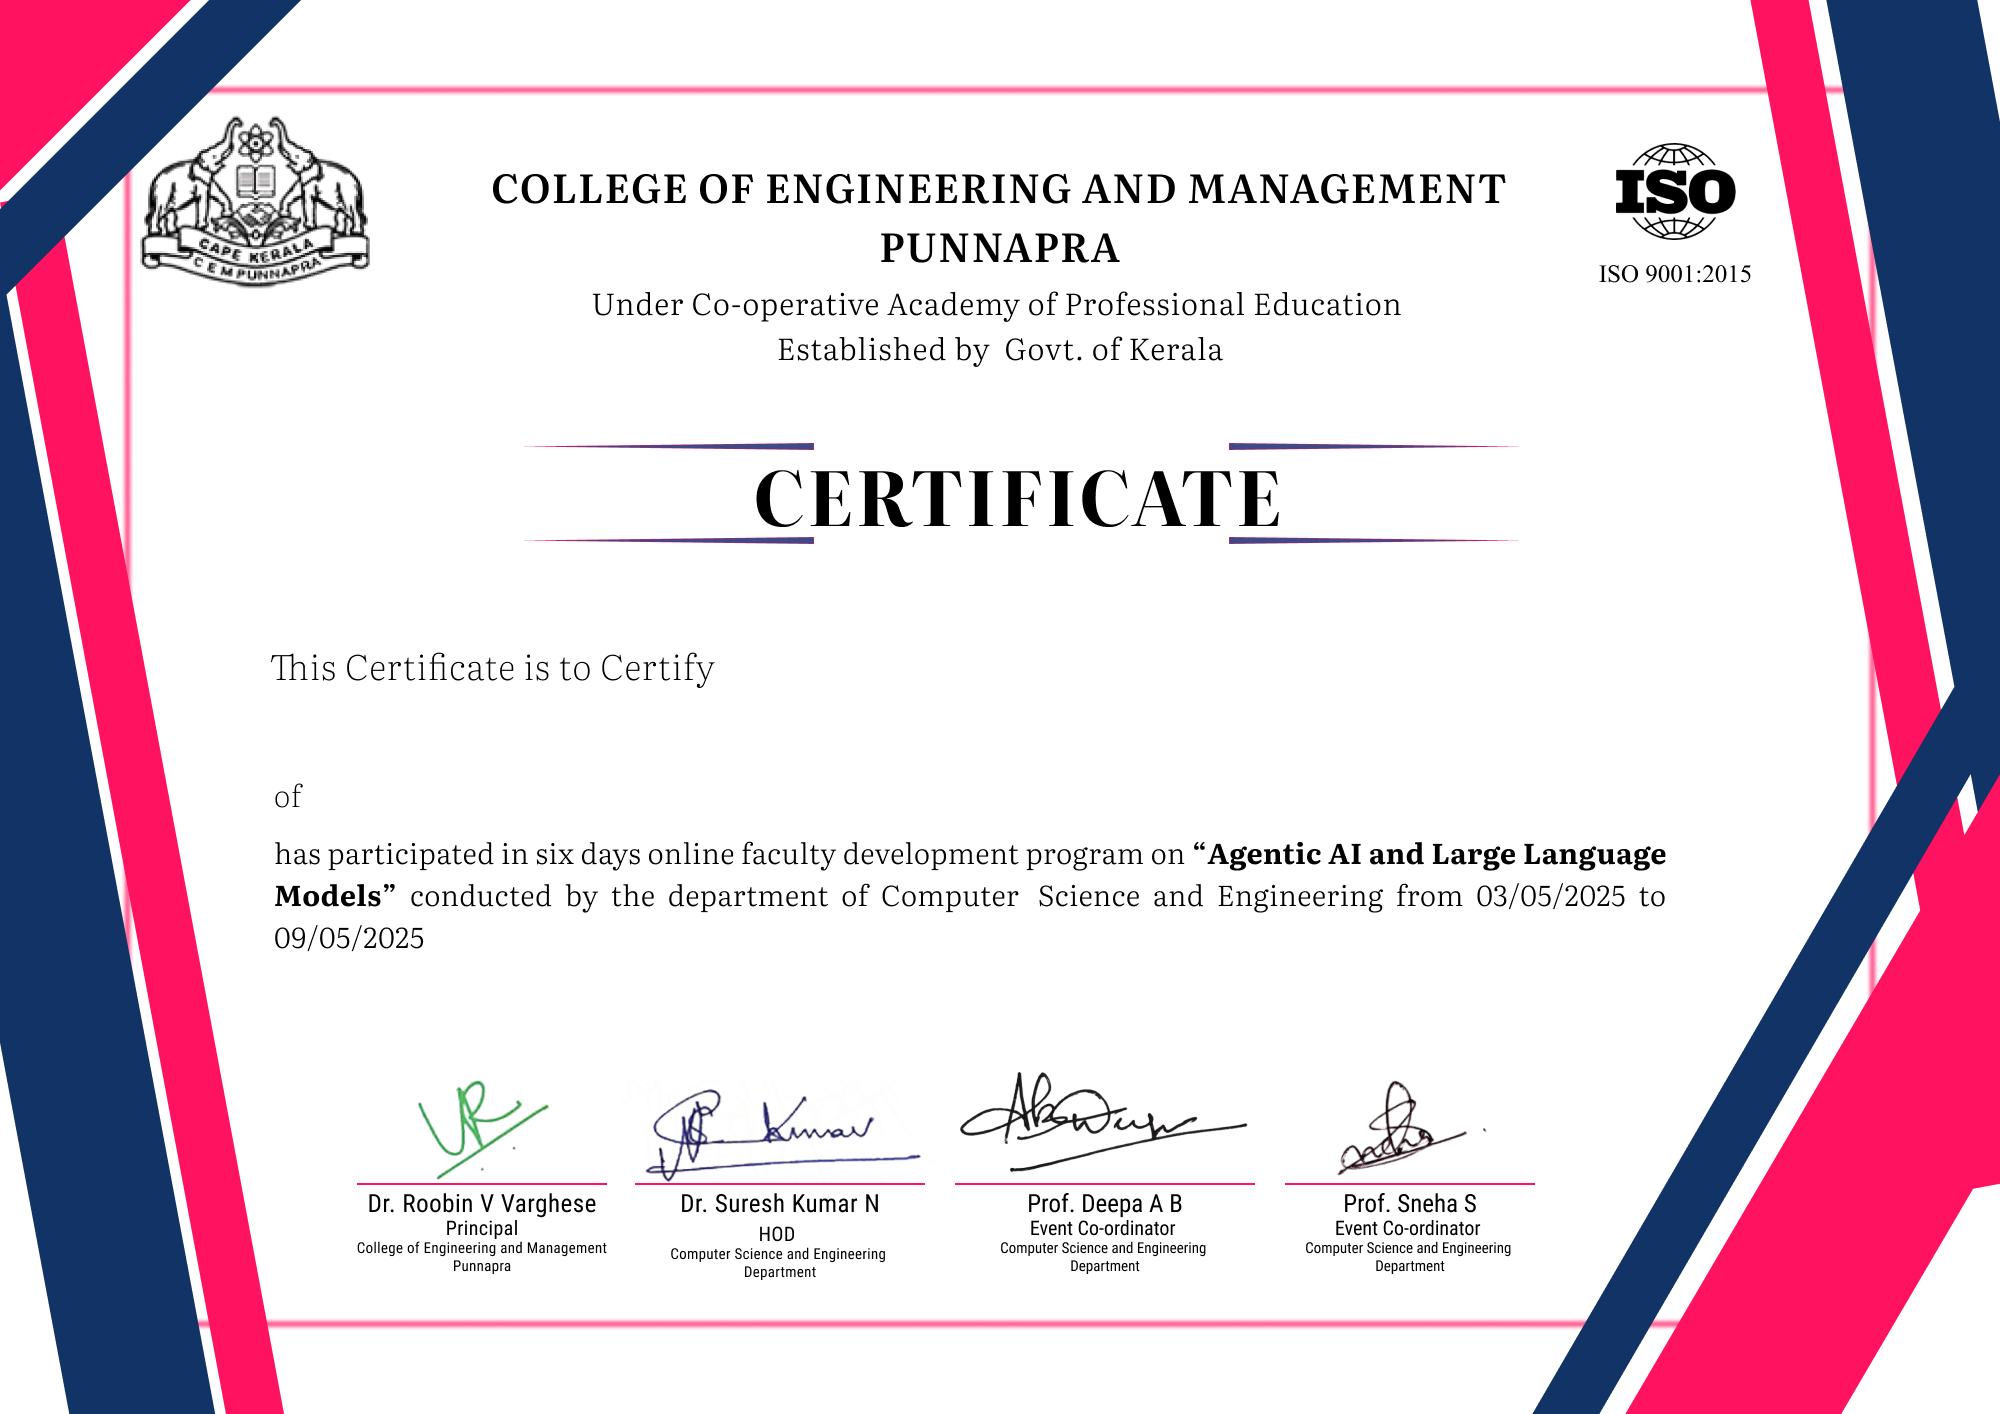 COLLEGE OF ENGINEERING AND MANAGEMENT
PUNNAPRA
Under Co-operative Academy of Professional Education
Established by Govt. of Kerala
CAPE KERALA
C E M PUNNAPRA
ISO
ISO 9001:2015
CERTIFICATE
This Certificate is to Certify
of
has participated in six days online faculty development program on “Agentic AI and Large Language
Models” conducted by the department of Computer Science and Engineering from 03/05/2025 to
09/05/2025
Kumar
Dr. Roobin V Varghese
Principal
College of Engineering and Management
Punnapra
Dr. Suresh Kumar N
HOD
Computer Science and Engineering
Department
Prof. Deepa A B
Event Co-ordinator
Computer Science and Engineering
Department
Prof. Sneha S
Event Co-ordinator
Computer Science and Engineering
Department